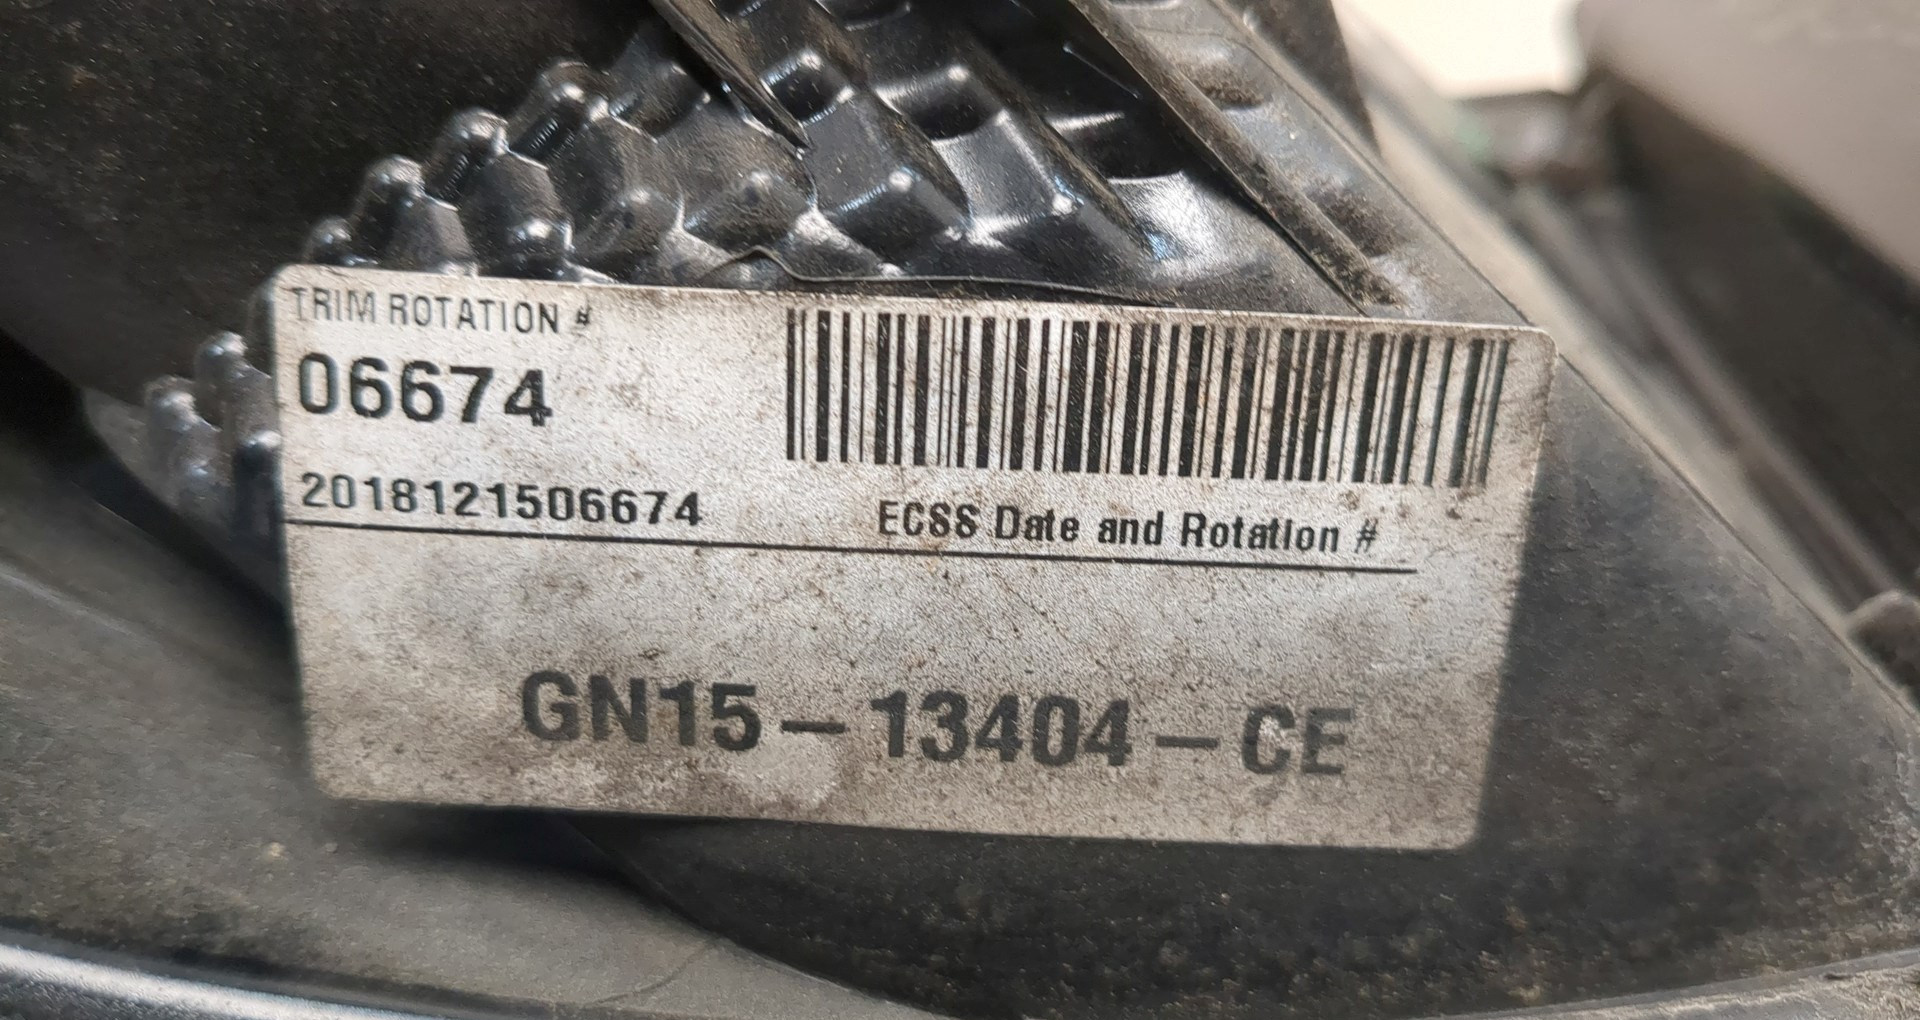 TRIM ROTATION #
06674
2018121506674
ECSS Date and Rotation #
GN15-13404-CE